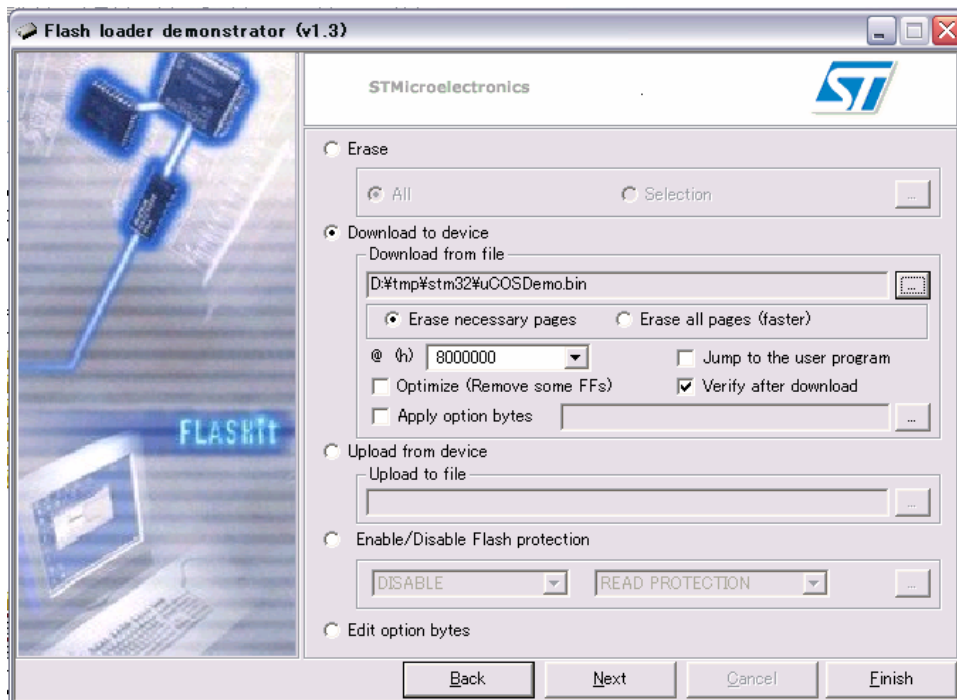 Flash loader demonstrator (v1.3)
STMicroelectronics
ST
Erase
All Selection ...
Download to device
Download from file
D:¥tmp¥stm32¥uCOSDemo.bin ...
Erase necessary pages Erase all pages (faster)
@ (h) 8000000 Jump to the user program
Optimize (Remove some FFs) Verify after download
Apply option bytes ...
FLASHit
Upload from device
Upload to file
...
Enable/Disable Flash protection
DISABLE READ PROTECTION ...
Edit option bytes
Back Next Cancel Finish